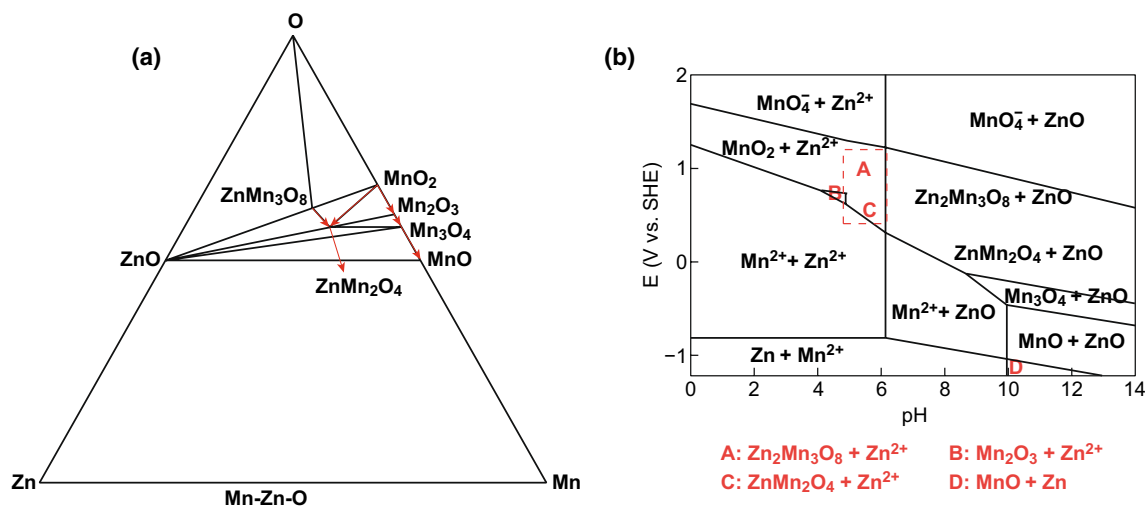 (a)
O
ZnMn₃O₈
MnO₂
Mn₂O₃
Mn₃O₄
ZnO
MnO
ZnMn₂O₄
Zn
Mn
Mn-Zn-O
(b)
E (V vs. SHE)
2
1
0
−1
MnO₄⁻ + Zn²⁺
MnO₄⁻ + ZnO
MnO₂ + Zn²⁺
A
B
C
Zn₂Mn₃O₈ + ZnO
ZnMn₂O₄ + ZnO
Mn²⁺ + Zn²⁺
Mn₃O₄ + ZnO
Mn²⁺ + ZnO
MnO + ZnO
Zn + Mn²⁺
D
0 2 4 6 8 10 12 14
pH
A: Zn₂Mn₃O₈ + Zn²⁺ B: Mn₂O₃ + Zn²⁺
C: ZnMn₂O₄ + Zn²⁺ D: MnO + Zn